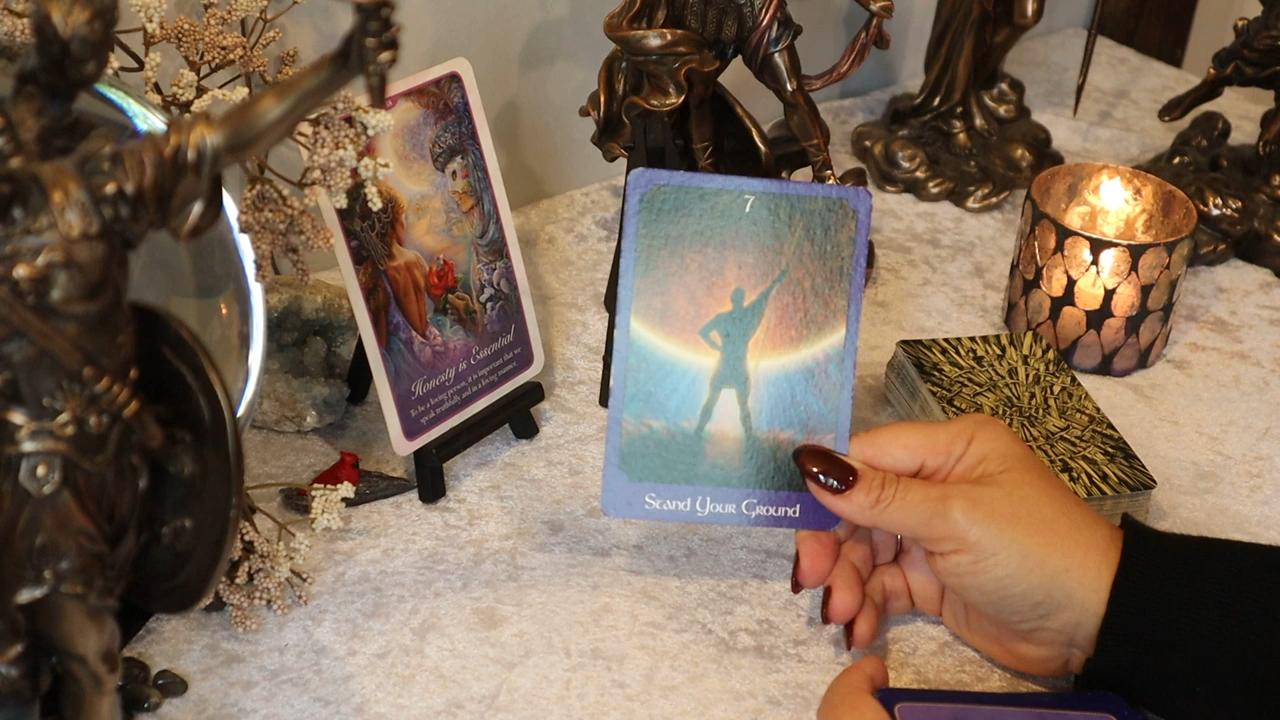 Honesty is Essential
To be a loving person, it is important that we
speak truthfully and in a loving manner.
7
Stand Your Ground